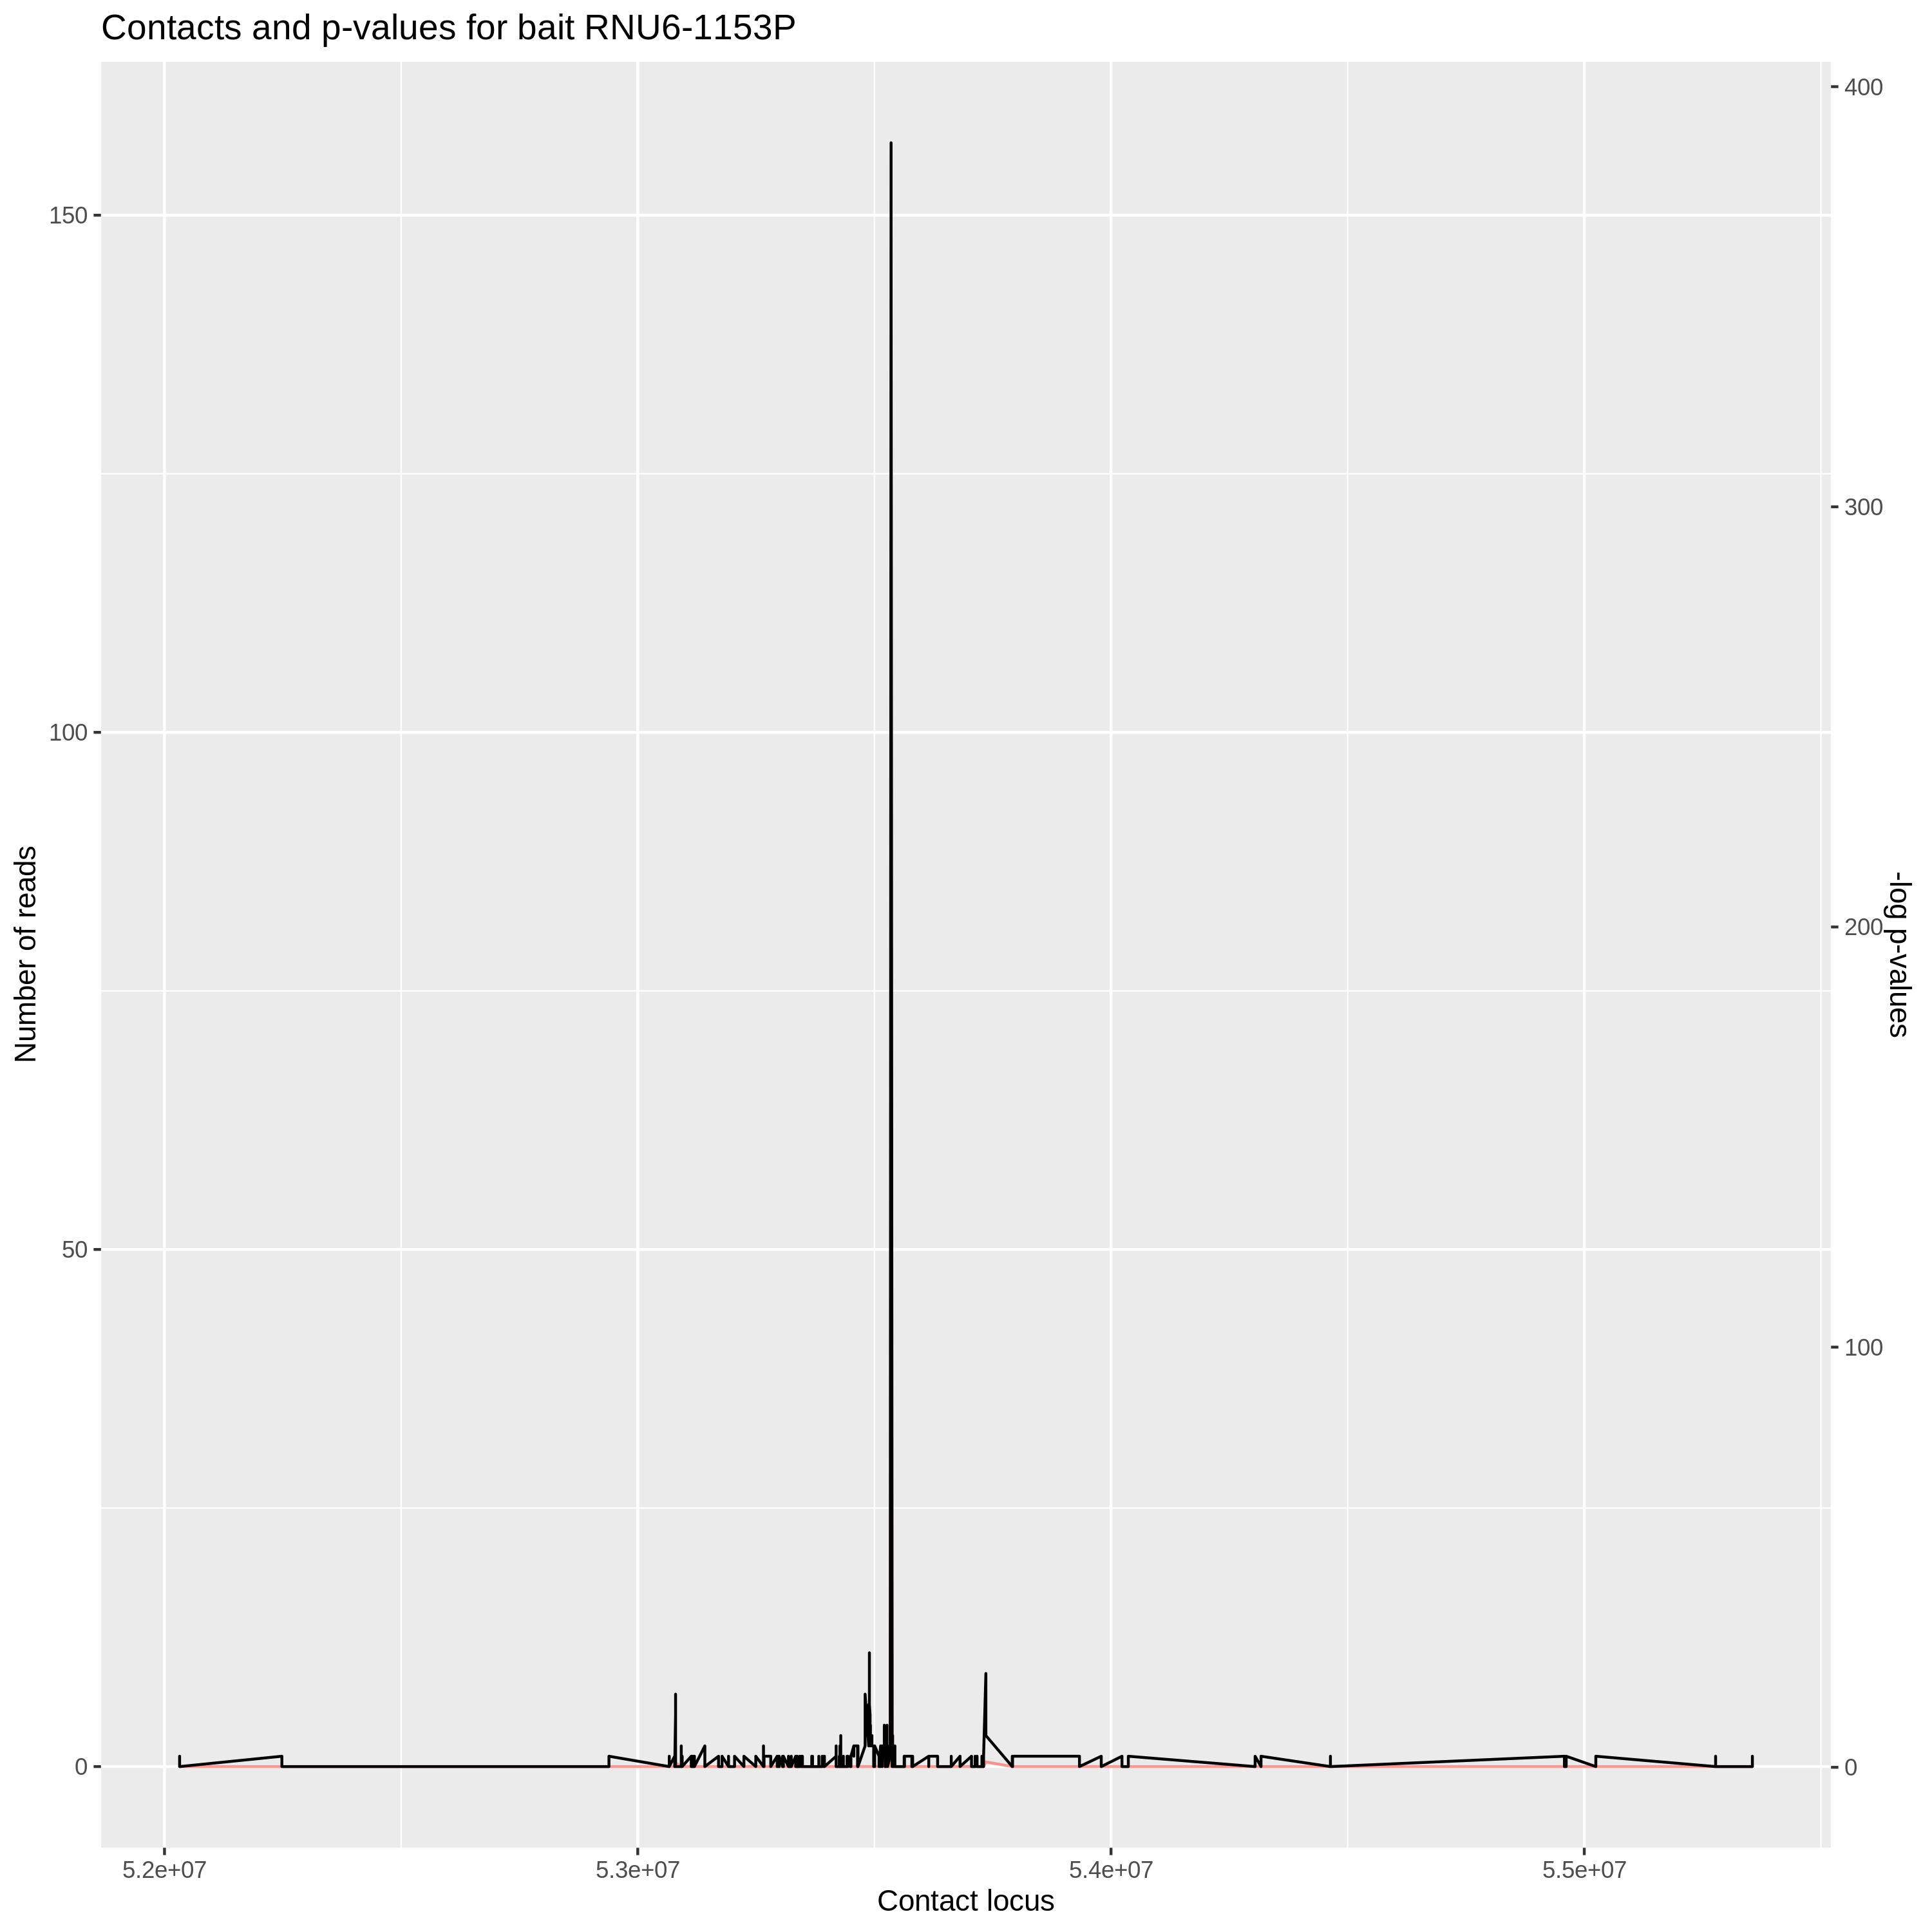 Contacts and p-values for bait RNU6-1153P
400
150
300
100
Number of reads
-log p-values
200
50
100
0
0
5.2e+07 5.3e+07 5.4e+07 5.5e+07
Contact locus